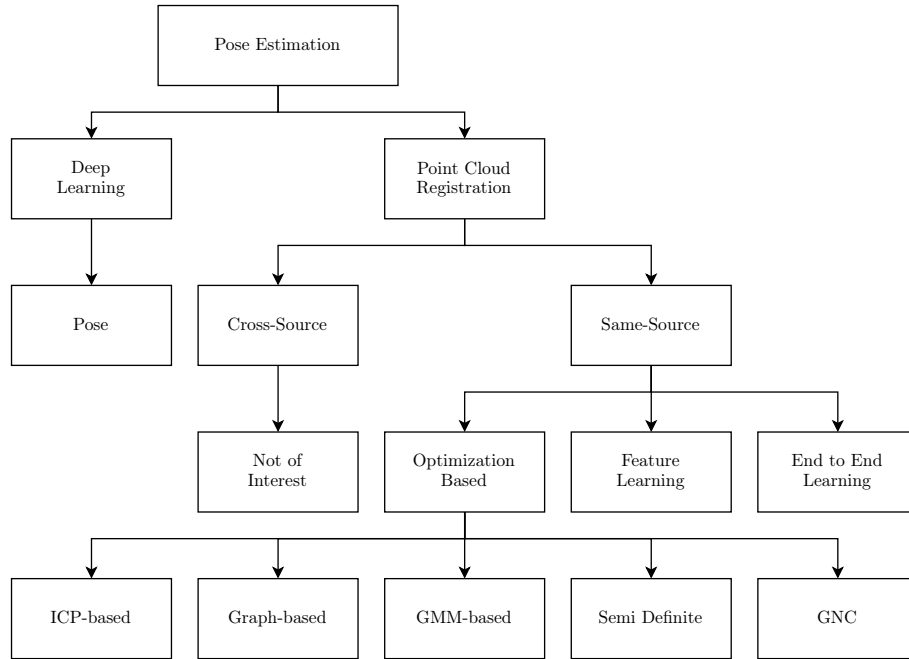 Pose Estimation
Deep
Learning
Point Cloud
Registration
Pose
Cross-Source
Same-Source
Not of
Interest
Optimization
Based
Feature
Learning
End to End
Learning
ICP-based
Graph-based
GMM-based
Semi Definite
GNC